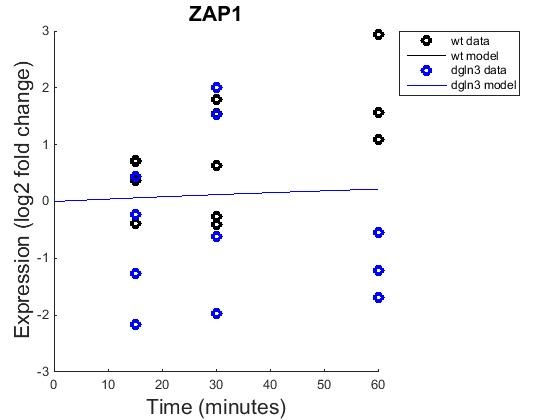 ZAP1
Expression (log2 fold change)
3
2
1
0
-1
-2
-3
0 10 20 30 40 50 60
Time (minutes)
wt data
wt model
dgln3 data
dgln3 model